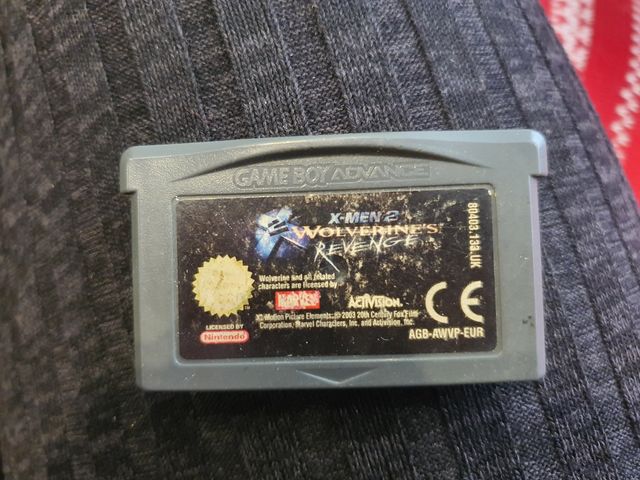 GAME BOY ADVANCE
X-MEN 2
WOLVERINE'S
REVENGE
80403.133.UK
Wolverine and all related
characters are licensed by
MARVEL
ACTIVISION.
CE
X2 Motion Picture Elements: © 2003 20th Century Fox Film
Corporation, Marvel Characters, Inc. and Activision, Inc.
LICENSED BY
Nintendo
AGB-AWVP-EUR